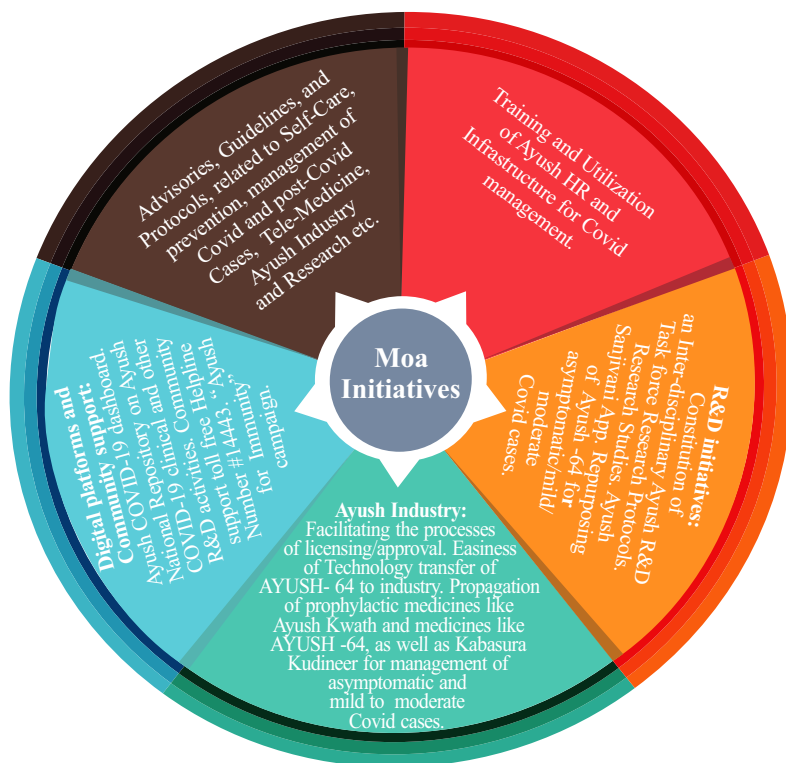 Advisories, Guidelines, and
Protocols, related to Self-Care,
prevention, management of
Covid and post-Covid
Cases, Tele-Medicine,
Ayush Industry
and Research etc.
Training and Utilization
of Ayush HR and
Infrastructure for Covid
management.
R&D initiatives:
Constitution of
an Inter-disciplinary Ayush R&D
Task force Research Protocols.
Research Studies. Ayush
Sanjivani App. Repurposing
of Ayush -64 for
asymptomatic/mild/
moderate
Covid cases.
Ayush Industry:
Facilitating the processes
of licensing/approval. Easiness
of Technology transfer of
AYUSH- 64 to industry. Propagation
of prophylactic medicines like
Ayush Kwath and medicines like
AYUSH -64, as well as Kabasura
Kudineer for management of
asymptomatic and
mild to moderate
Covid cases.
Digital platforms and
Community support:
Ayush COVID-19 dashboard.
National Repository on Ayush
COVID-19 clinical and other
R&D activities. Community
support toll free Helpline
Nimber #14443. “Ayush
for Immunity”,
campaign.
Moa
Initiatives